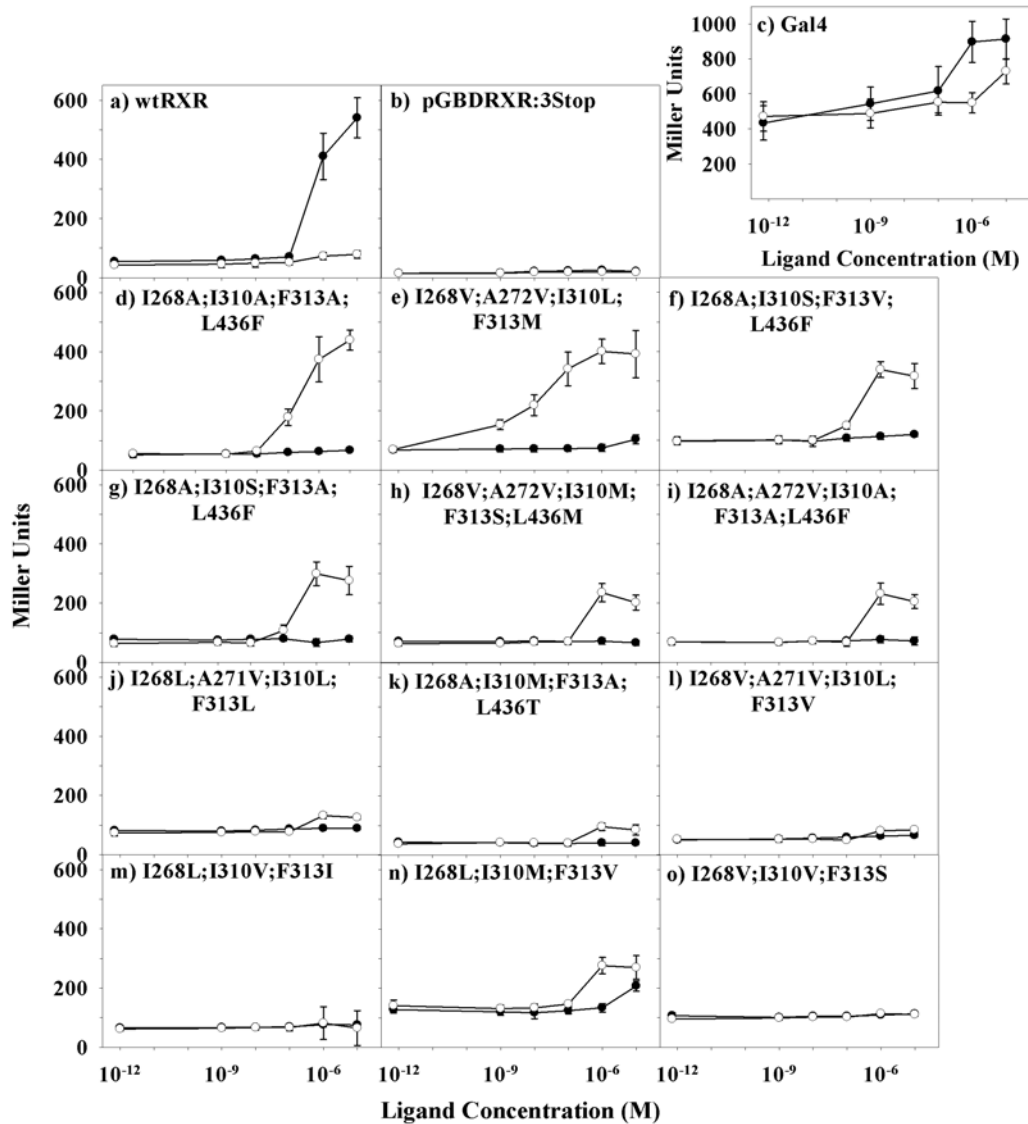 c) Gal4
1000
800
600
400
200
Miller Units
10-12
10-9
10-6
Ligand Concentration (M)
a) wtRXR
b) pGBDRXR:3Stop
600
400
200
0
d) I268A;I310A;F313A;
L436F
e) I268V;A272V;I310L;
F313M
f) I268A;I310S;F313V;
L436F
600
400
200
0
g) I268A;I310S;F313A;
L436F
h) I268V;A272V;I310M;
F313S;L436M
i) I268A;A272V;I310A;
F313A;L436F
600
400
200
0
Miller Units
j) I268L;A271V;I310L;
F313L
k) I268A;I310M;F313A;
L436T
l) I268V;A271V;I310L;
F313V
600
400
200
0
m) I268L;I310V;F313I
n) I268L;I310M;F313V
o) I268V;I310V;F313S
600
400
200
0
10-12 10-9 10-6
10-12 10-9 10-6
10-12 10-9 10-6
Ligand Concentration (M)